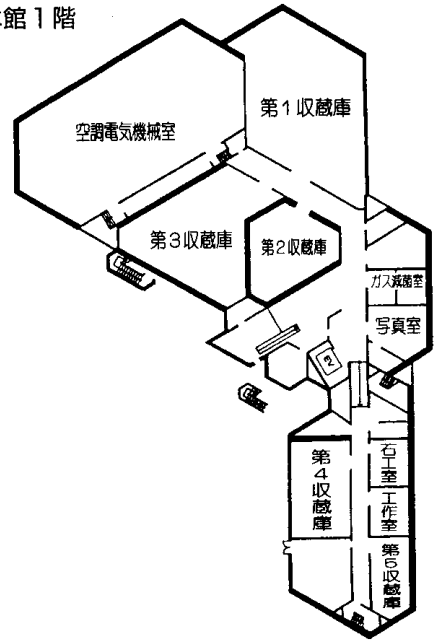 館1階
第1収蔵庫
空調電気機械室
第3収蔵庫
第2収蔵庫
ガス滅菌室
写真室
EV
第4収蔵庫
石工室
工作室
第5収蔵庫